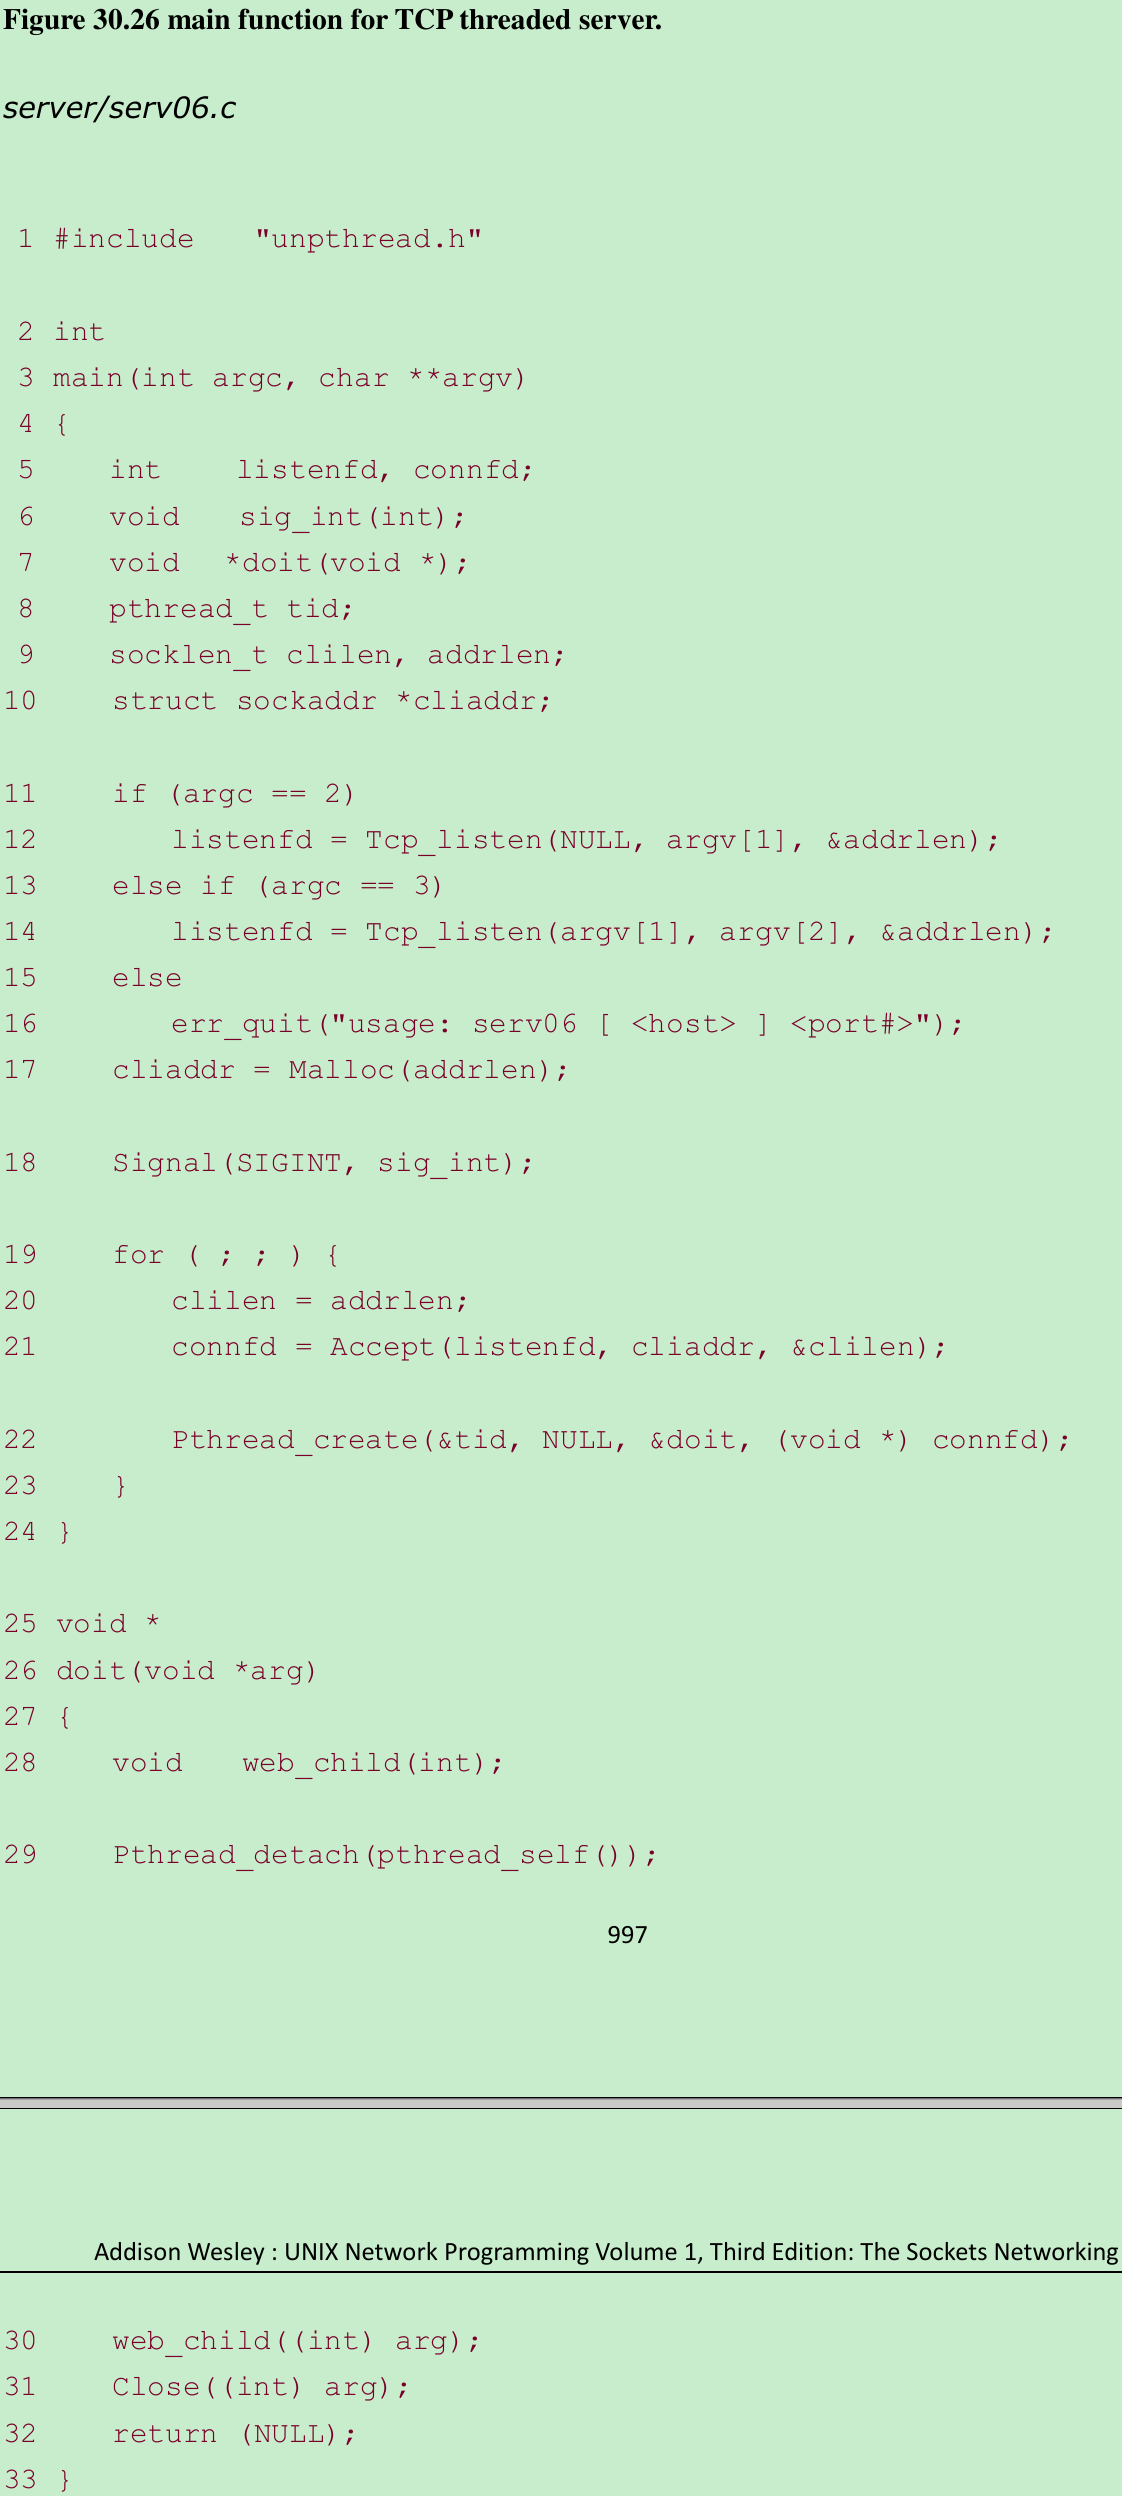 Figure 30.26 main function for TCP threaded server.
server/serv06.c
1 #include   "unpthread.h"
2 int
3 main(int argc, char **argv)
4 {
5     int     listenfd, connfd;
6     void    sig_int(int);
7     void   *doit(void *);
8     pthread_t tid;
9     socklen_t clilen, addrlen;
10     struct sockaddr *cliaddr;
11     if (argc == 2)
12         listenfd = Tcp_listen(NULL, argv[1], &addrlen);
13     else if (argc == 3)
14         listenfd = Tcp_listen(argv[1], argv[2], &addrlen);
15     else
16         err_quit("usage: serv06 [ <host> ] <port#>");
17     cliaddr = Malloc(addrlen);
18     Signal(SIGINT, sig_int);
19     for ( ; ; ) {
20         clilen = addrlen;
21         connfd = Accept(listenfd, cliaddr, &clilen);
22         Pthread_create(&tid, NULL, &doit, (void *) connfd);
23     }
24 }
25 void *
26 doit(void *arg)
27 {
28     void    web_child(int);
29     Pthread_detach(pthread_self());
997
Addison Wesley : UNIX Network Programming Volume 1, Third Edition: The Sockets Networking
30     web_child((int) arg);
31     Close((int) arg);
32     return (NULL);
33 }